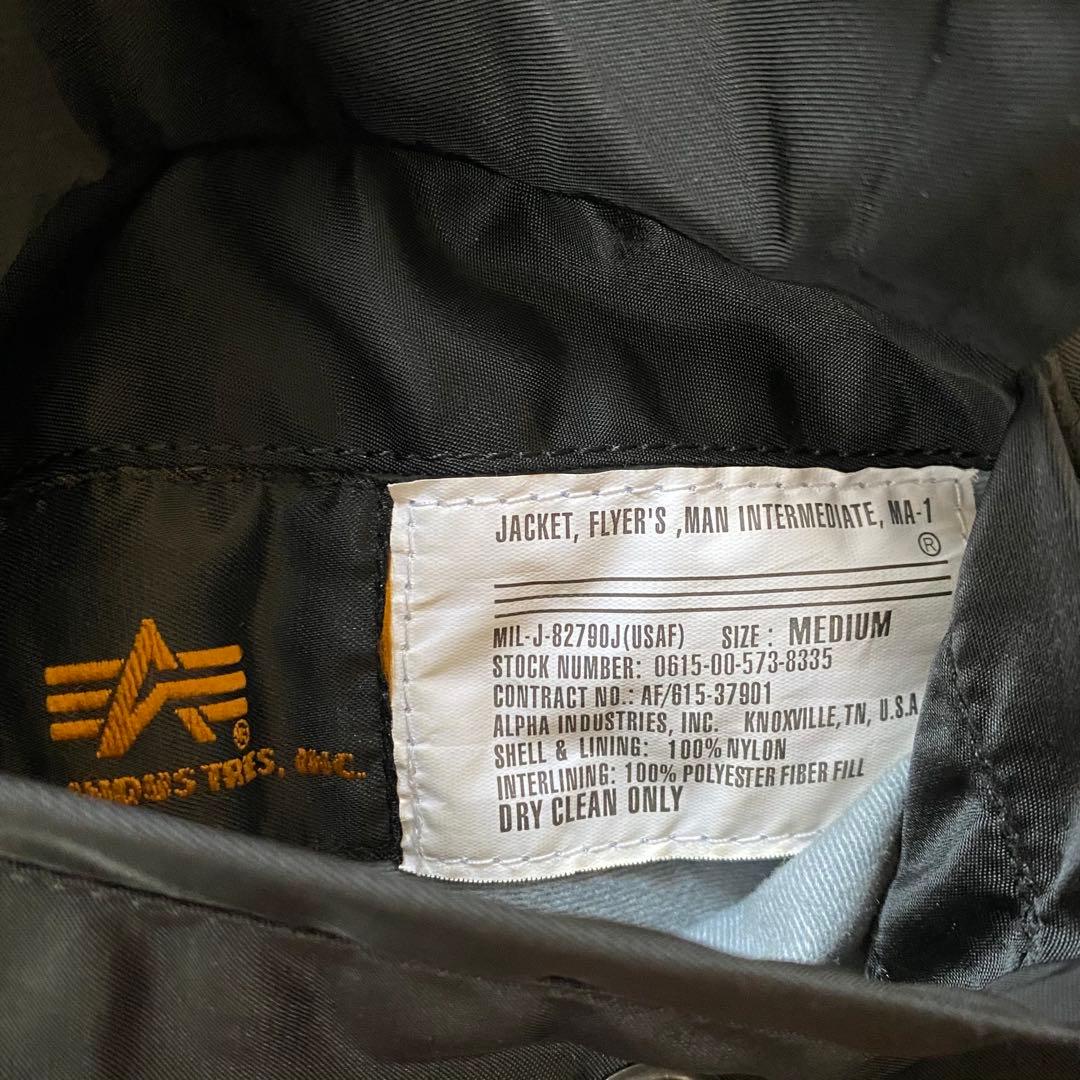 JACKET, FLYER'S ,MAN INTERMEDIATE, MA-1
®
MIL-J-82790J(USAF) SIZE: MEDIUM
STOCK NUMBER: 0615-00-573-8335
CONTRACT NO.: AF/615-37901
ALPHA INDUSTRIES, INC. KNOXVILLE, TN, U.S.A
SHELL & LINING: 100% NYLON
INTERLINING: 100% POLYESTER FIBER FILL
DRY CLEAN ONLY
®
INDUSTRIES, INC.